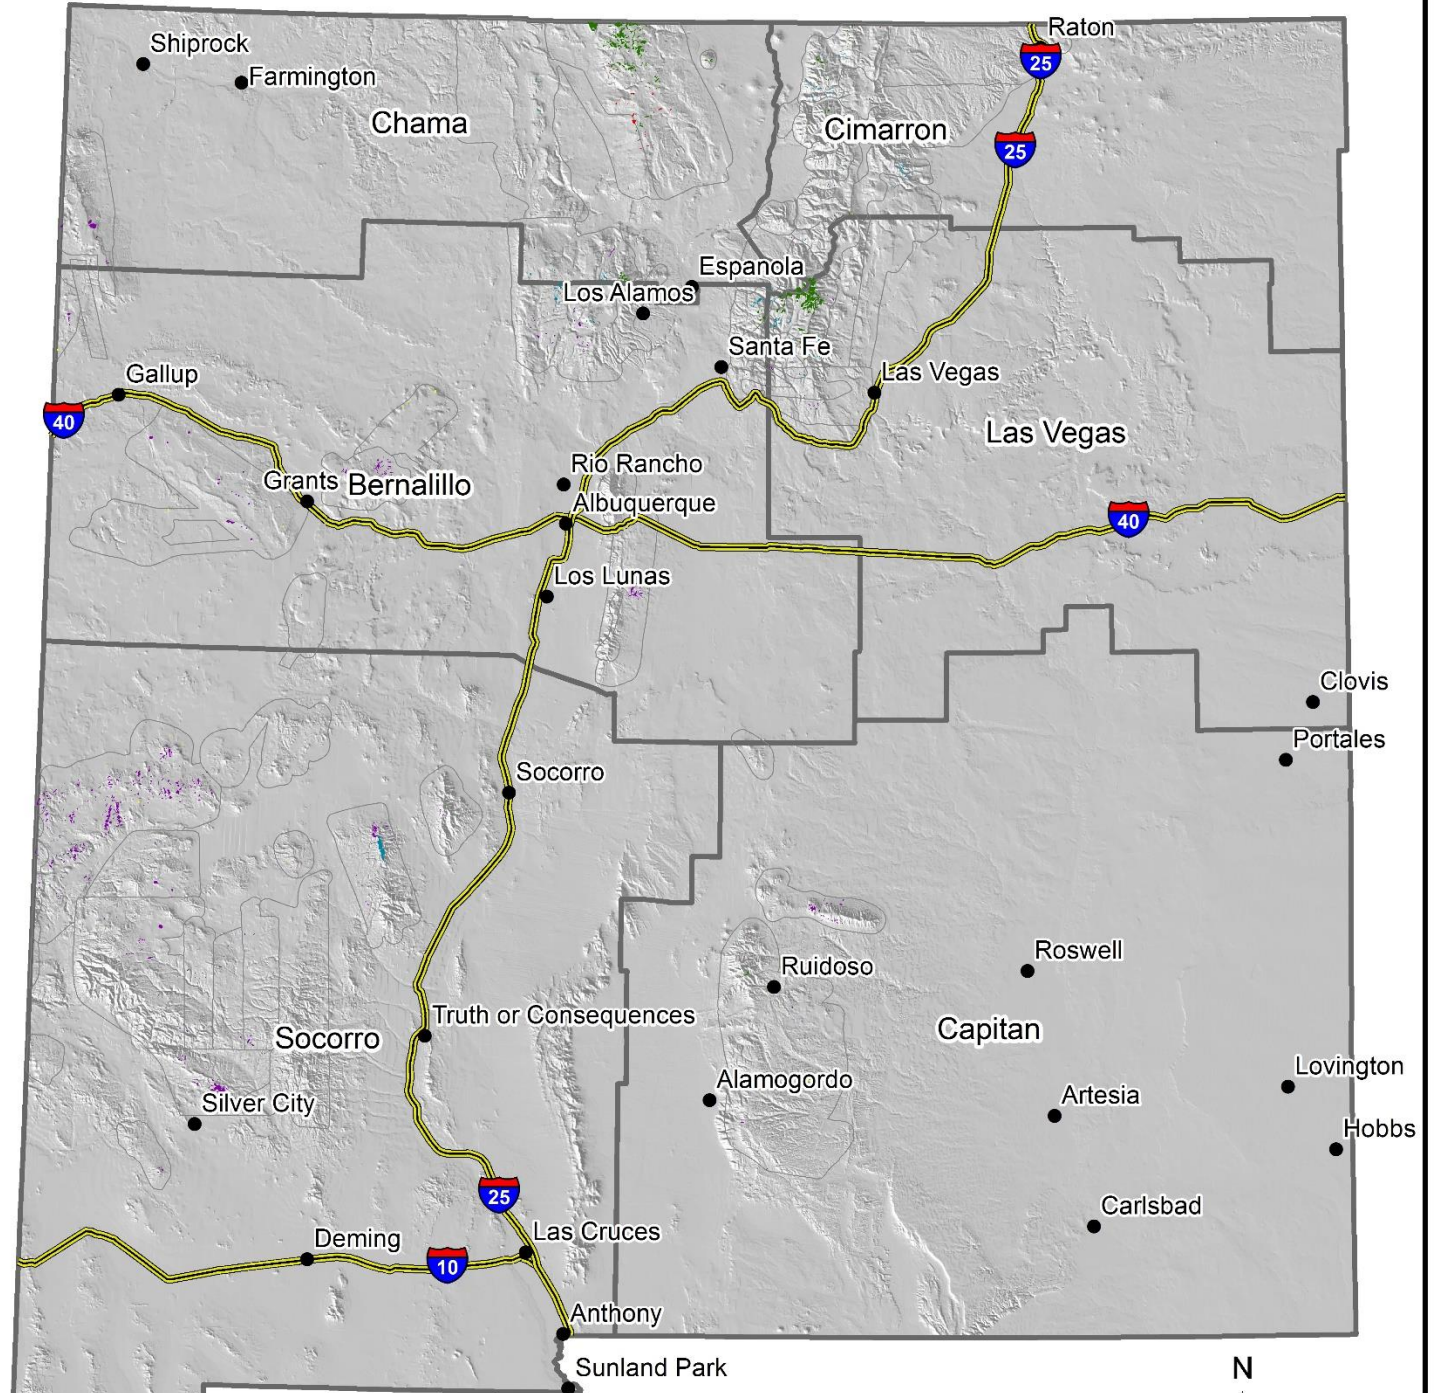 Raton
Shiprock
25
Farmington
Chama
Cimarron
25
Espanola
Los Alamos
Santa Fe
Gallup
Las Vegas
40
Las Vegas
Rio Rancho
Grants
Bernalillo
Albuquerque
40
Los Lunas
Clovis
Portales
Socorro
Roswell
Ruidoso
Truth or Consequences
Capitan
Socorro
Lovington
Alamogordo
Artesia
Silver City
Hobbs
25
Carlsbad
Las Cruces
Deming
10
Anthony
Sunland Park
N